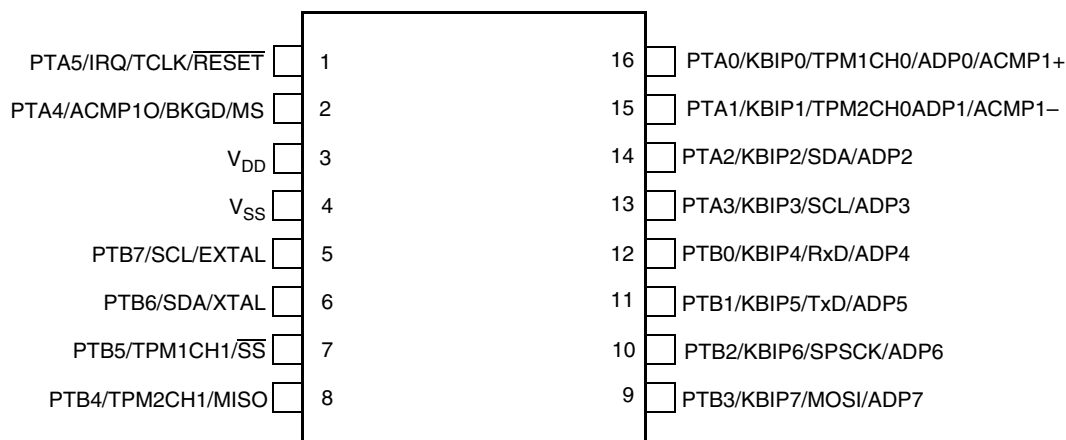 PTA5/IRQ/TCLK/RESET 1 16 PTA0/KBIP0/TPM1CH0/ADP0/ACMP1+
PTA4/ACMP1O/BKGD/MS 2 15 PTA1/KBIP1/TPM2CH0ADP1/ACMP1–
VDD 3 14 PTA2/KBIP2/SDA/ADP2
VSS 4 13 PTA3/KBIP3/SCL/ADP3
PTB7/SCL/EXTAL 5 12 PTB0/KBIP4/RxD/ADP4
PTB6/SDA/XTAL 6 11 PTB1/KBIP5/TxD/ADP5
PTB5/TPM1CH1/SS 7 10 PTB2/KBIP6/SPSCK/ADP6
PTB4/TPM2CH1/MISO 8 9 PTB3/KBIP7/MOSI/ADP7